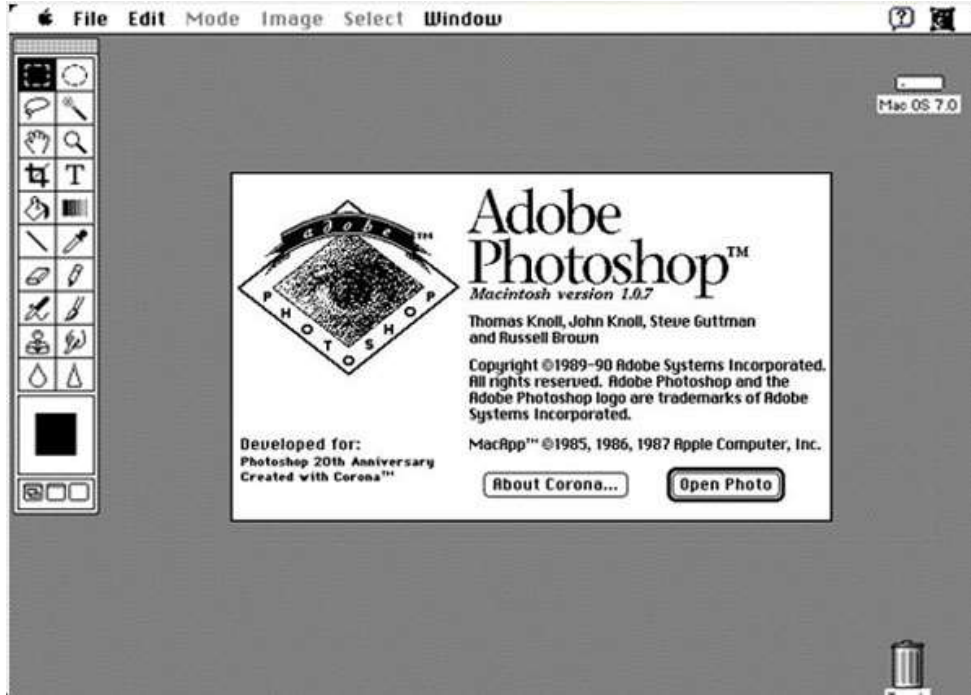 File Edit Mode Image Select Window
Mac OS 7.0
adobe TM
PHOTOSHOP
Adobe
Photoshop™
Macintosh version 1.0.7
Thomas Knoll, John Knoll, Steve Guttman
and Russell Brown
Copyright ©1989-90 Adobe Systems Incorporated.
All rights reserved. Adobe Photoshop and the
Adobe Photoshop logo are trademarks of Adobe
Systems Incorporated.
MacApp™ ©1985, 1986, 1987 Apple Computer, Inc.
Developed for:
Photoshop 20th Anniversary
Created with Corona™
About Corona... Open Photo